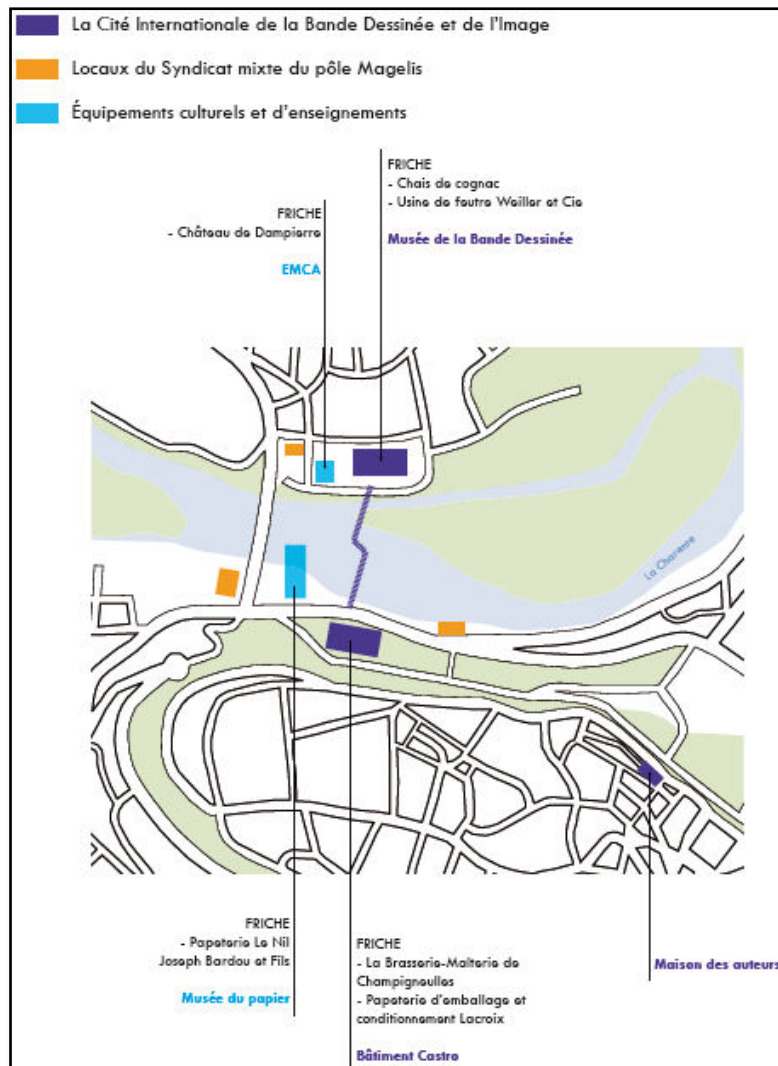 La Cité Internationale de la Bande Dessinée et de l'Image
Locaux du Syndicat mixte du pôle Magelis
Équipements culturels et d'enseignements
FRICHE
- Chais de cognac
- Usine de feutre Weiller et Cie
Musée de la Bande Dessinée
FRICHE
- Château de Dampierre
EMCA
La Charente
FRICHE
- Papeterie Le Nil
Joseph Bardou et Fils
Musée du papier
FRICHE
- La Brasserie-Malterie de
Champigneulles
- Papeterie d'emballage et
conditionnement Lacroix
Bâtiment Castro
Maison des auteurs